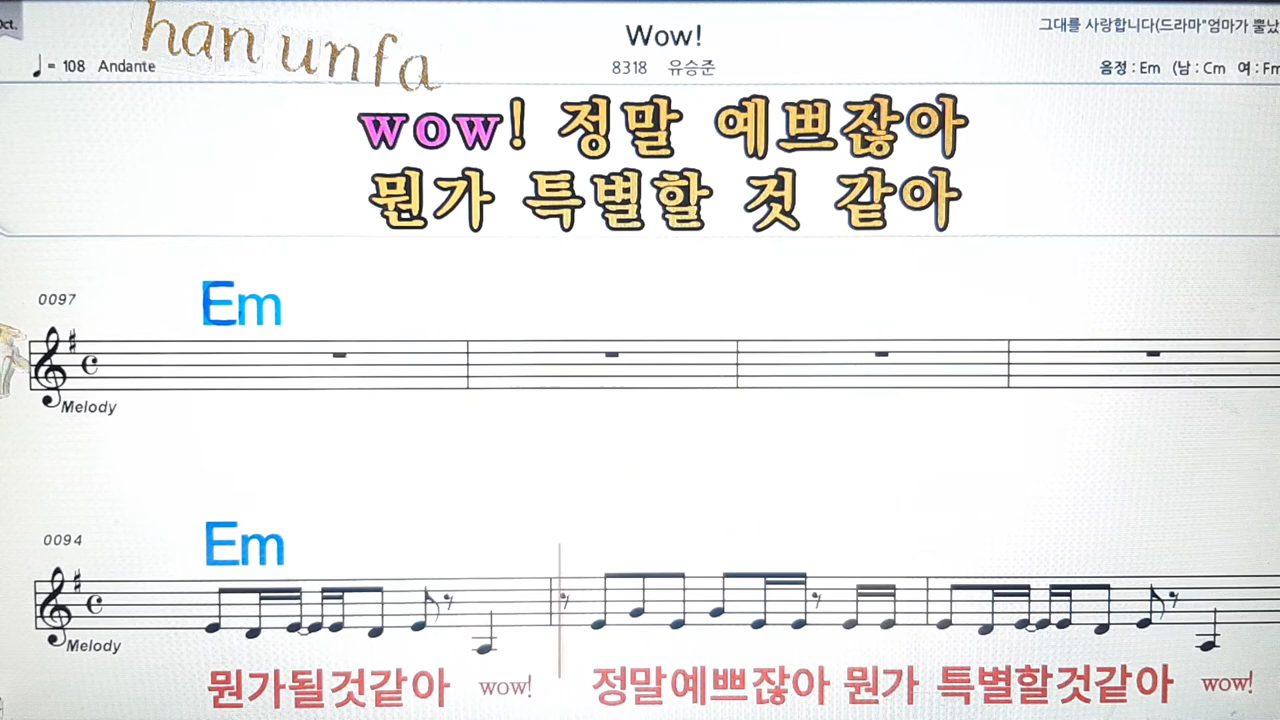 Oct.
han unfa
Wow!
그대를 사랑합니다(드라마"엄마가 뿔났
♩= 108 Andante
8318 유승준
음정 : Em (남 : Cm 여 : Fm
wow! 정말 예쁘잖아
뭔가 특별할 것 같아
0097
Em
Melody
0094
Em
Melody
뭔가될것같아 wow! 정말예쁘잖아 뭔가 특별할것같아 wow!